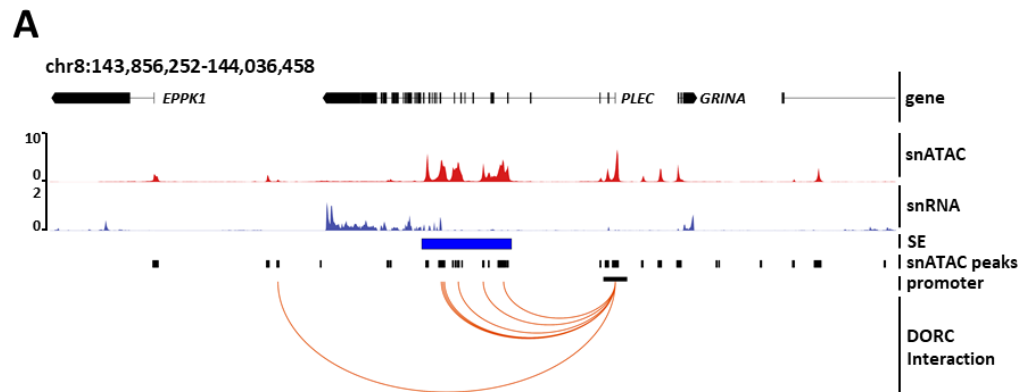 A
chr8:143,856,252-144,036,458
EPPK1 PLEC GRINA gene
10
0
snATAC
2
0
snRNA
SE
snATAC peaks
promoter
DORC
Interaction